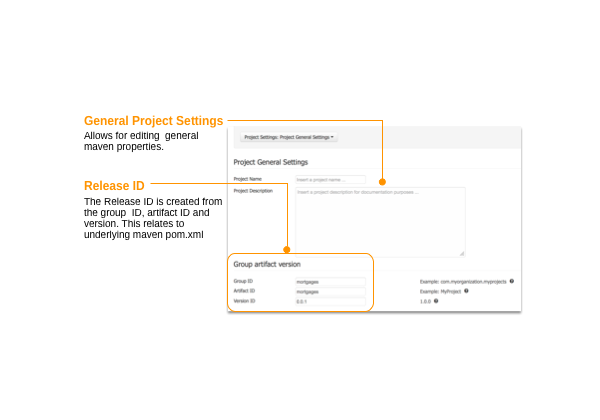 General Project Settings
Allows for editing general
maven properties.
Release ID
The Release ID is created from
the group ID, artifact ID and
version. This relates to
underlying maven pom.xml
Project Settings: Project General Settings
Project General Settings
Project Name
Insert a project name ...
Project Description
Insert a project description for documentation purposes ...
Group artifact version
Group ID
mortgages
Example: com.myorganization.myprojects
Artifact ID
mortgages
Example: MyProject
Version ID
0.0.1
1.0.0